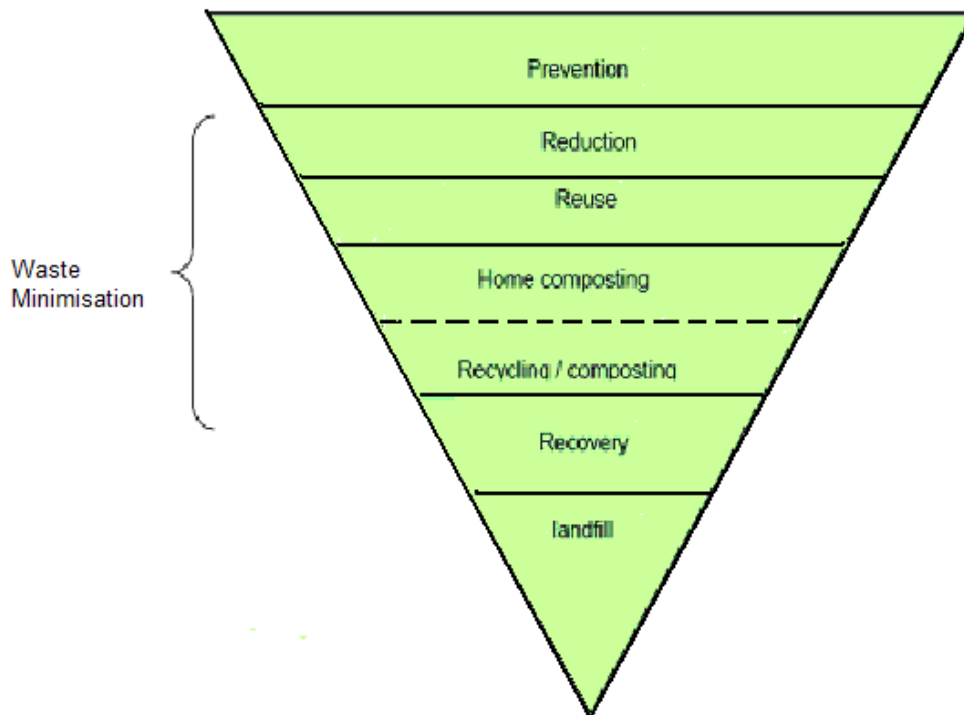 Prevention
Reduction
Reuse
Home composting
Waste
Minimisation
Recycling / composting
Recovery
landfill